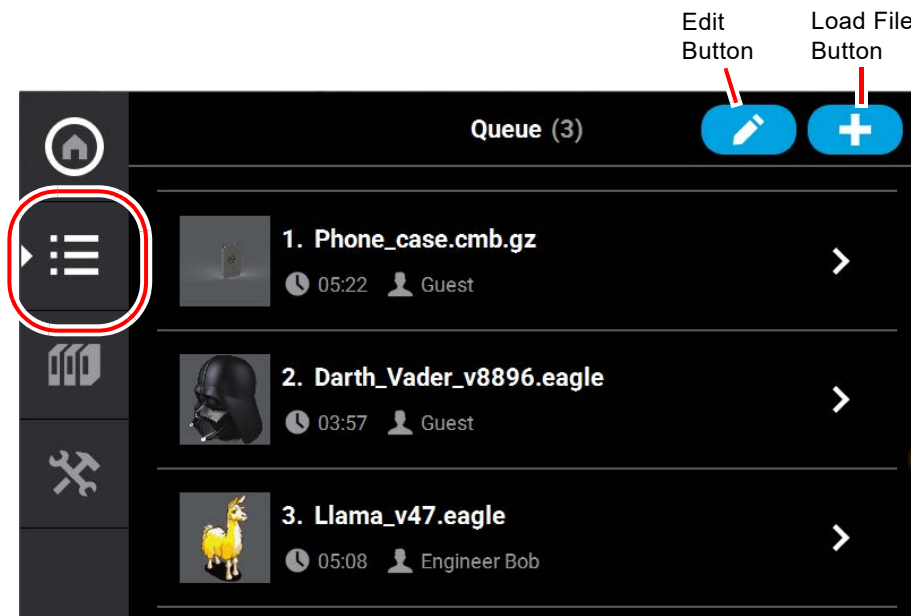 Edit
Button
Load File
Button
Queue (3)
1. Phone_case.cmb.gz
05:22 Guest
2. Darth_Vader_v8896.eagle
03:57 Guest
3. Llama_v47.eagle
05:08 Engineer Bob